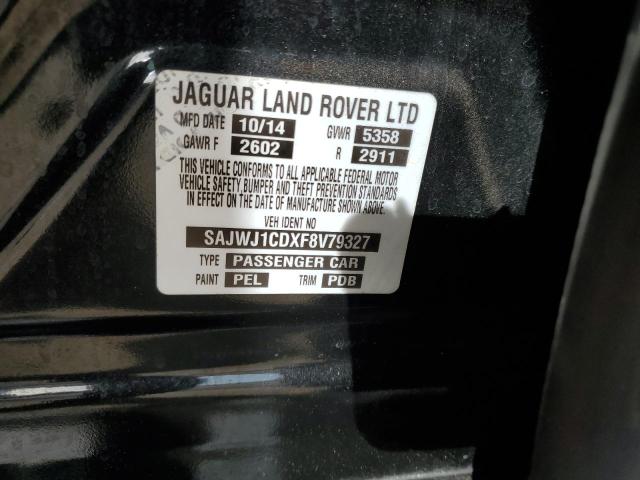 JAGUAR LAND ROVER LTD
MFD DATE 10/14 GVWR 5358
GAWR F 2602 R 2911
THIS VEHICLE CONFORMS TO ALL APPLICABLE FEDERAL MOTOR
VEHICLE SAFETY, BUMPER AND THEFT PREVENTION STANDARDS
IN EFFECT ON THE DATE OF MANUFACTURE SHOWN ABOVE.
VEH IDENT NO
SAJWJ1CDXF8V79327
TYPE PASSENGER CAR
PAINT PEL TRIM PDB